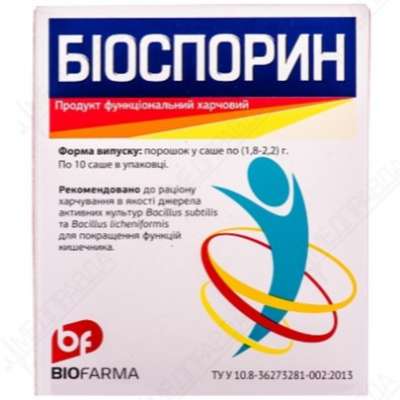 БІОСПОРИН
Продукт функціональний харчовий
Форма випуску: порошок у саше по (1,8-2,2) г.
По 10 саше в упаковці.
Рекомендовано до раціону
харчування в якості джерела
активних культур Bacillus subtilis
та Bacillus licheniformis
для покращення функцій
кишечника.
bf
BIOFARMA
ТУ У 10.8-36273281-002:2013